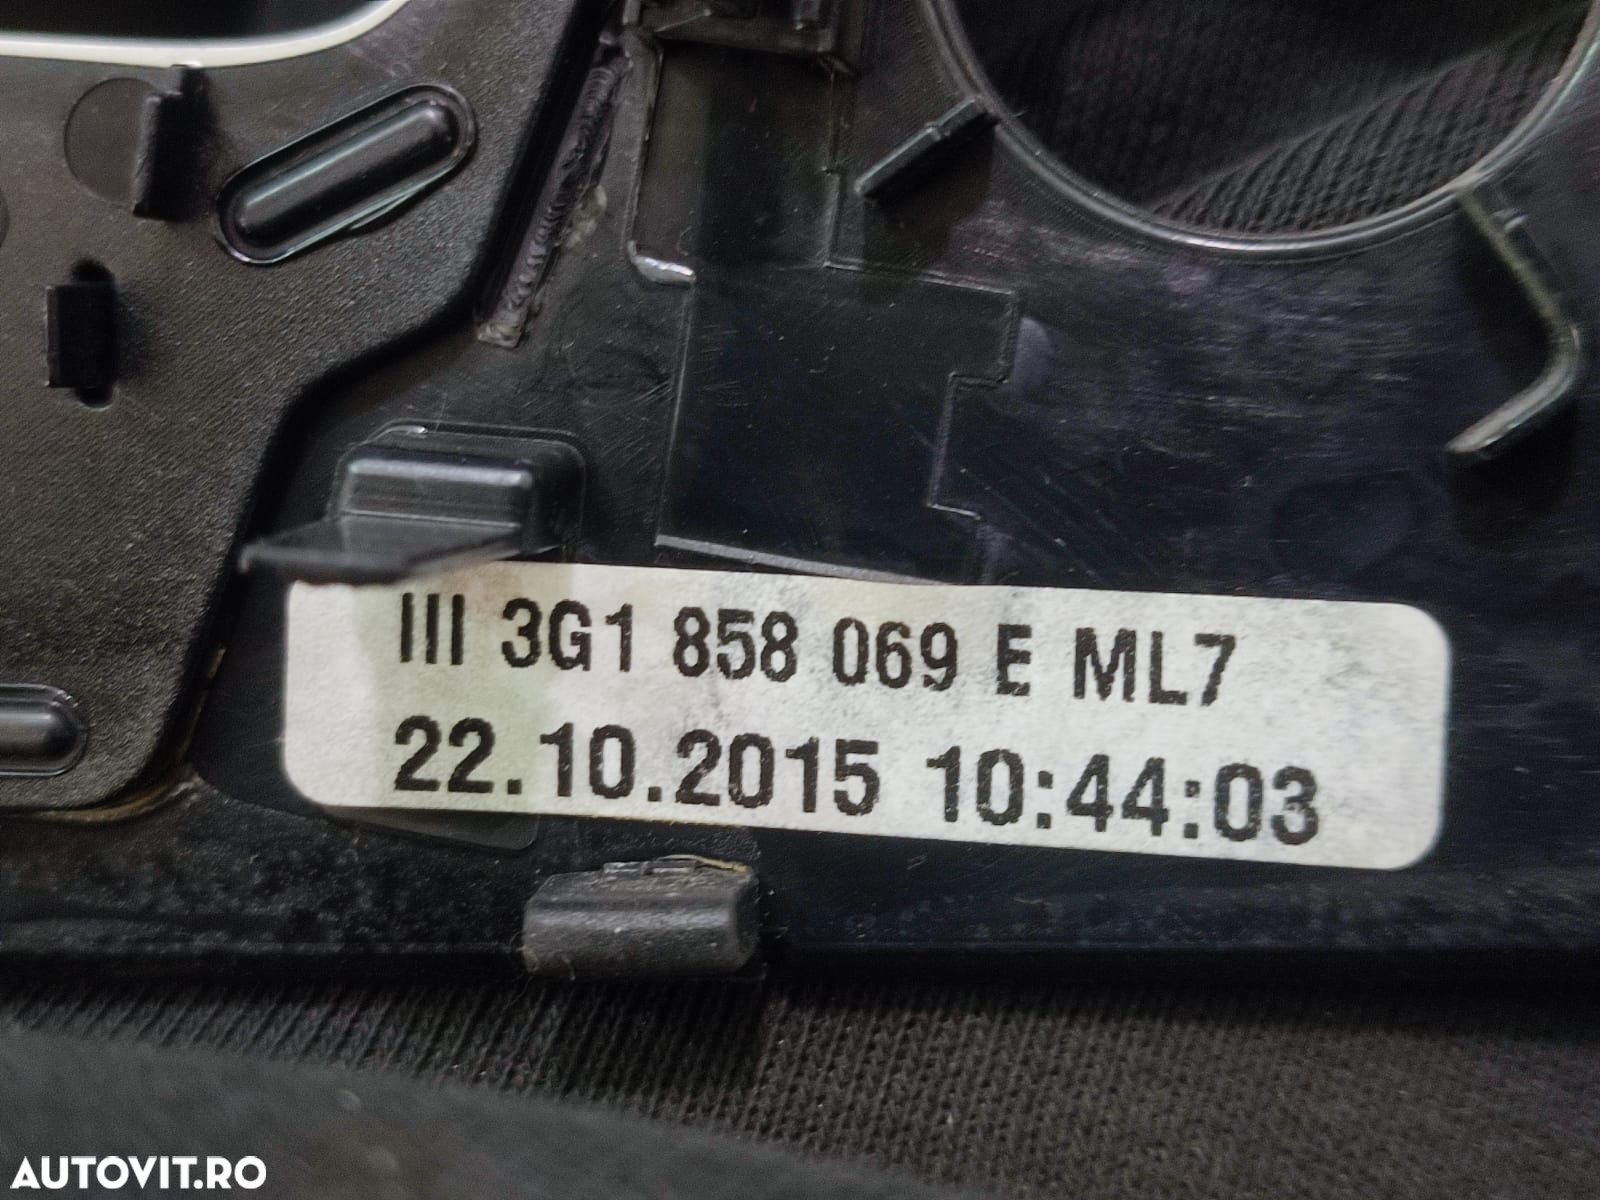 III 3G1 858 069 E ML7
22.10.2015 10:44:03
AUTOVIT.RO